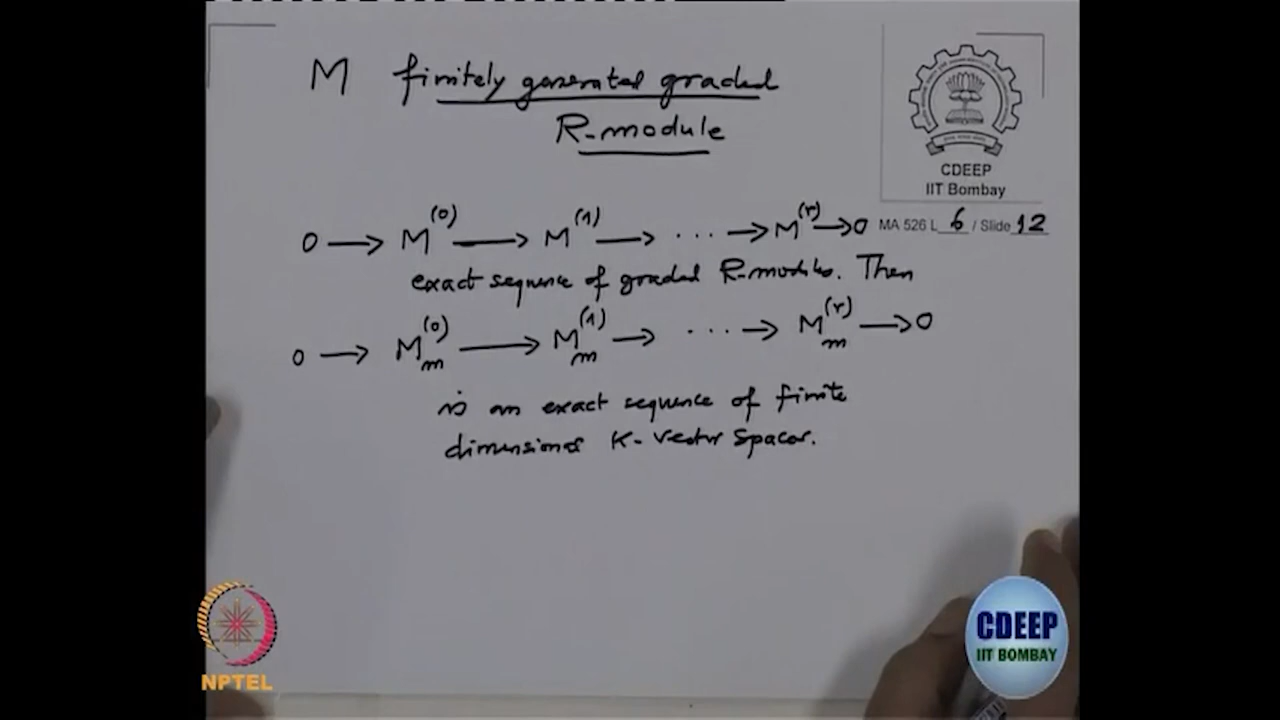 M finitely generated graded
R-module
CDEEP
IIT Bombay
MA 526 L 6 / Slide 12
0 → M^(0) → M^(1) → ··· → M^(r) → 0
exact sequence of graded R-modules. Then
0 → M_m^(0) → M_m^(1) → ··· → M_m^(r) → 0
is an exact sequence of finite
dimensional K-vector spaces.
NPTEL
CDEEP
IIT BOMBAY